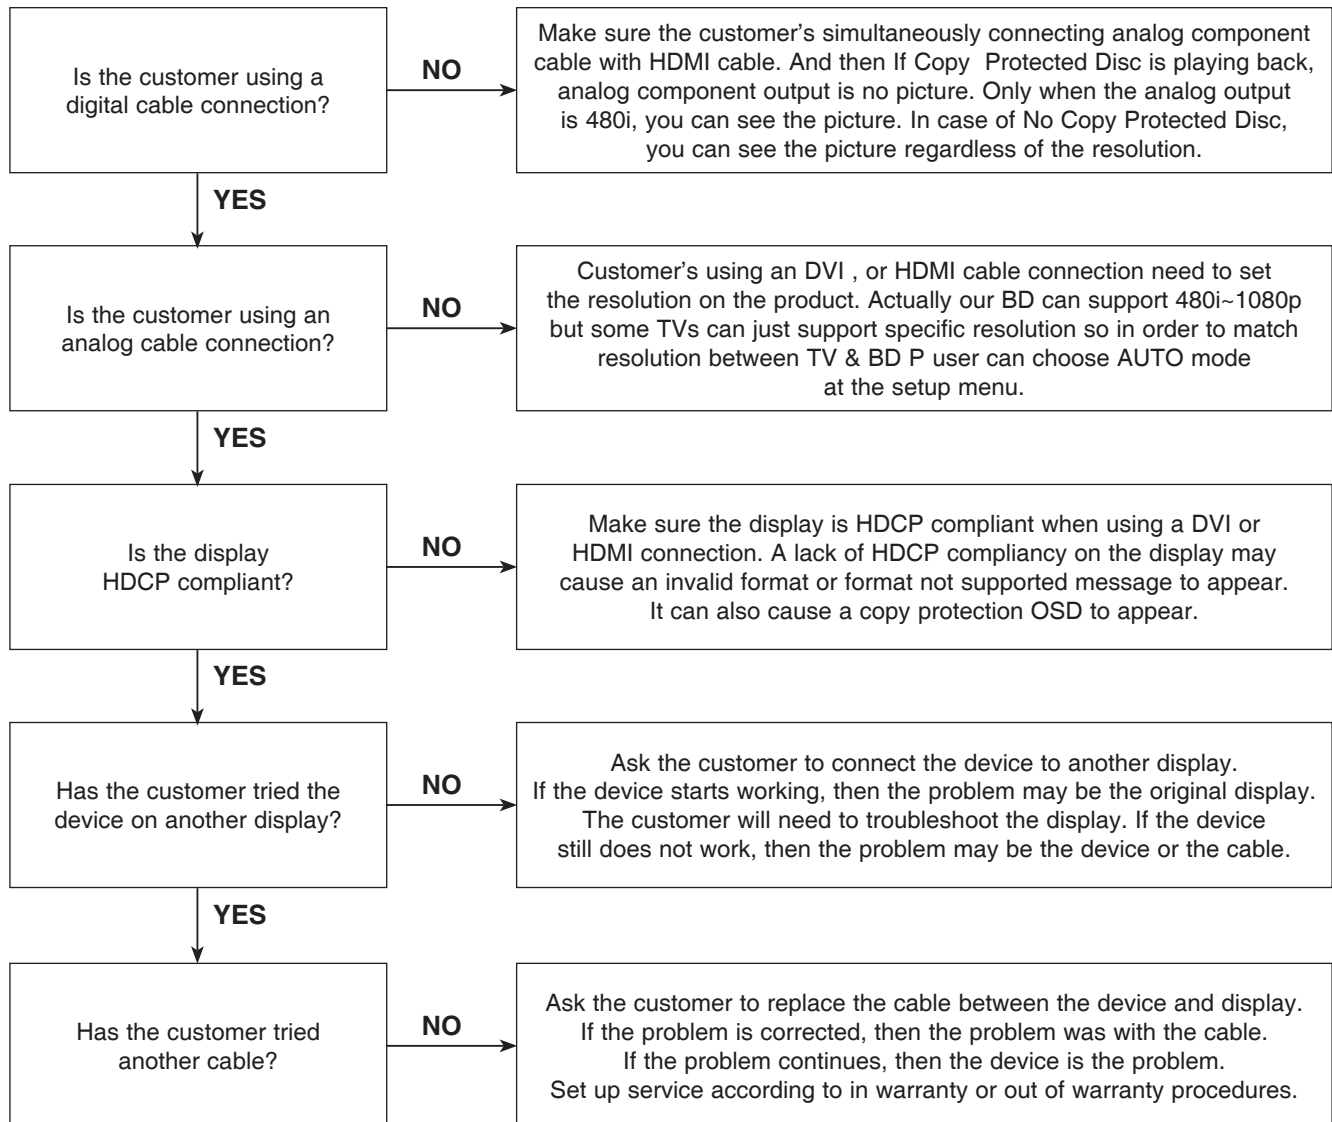 Is the customer using a
digital cable connection?
NO
Make sure the customer's simultaneously connecting analog component
cable with HDMI cable. And then If Copy Protected Disc is playing back,
analog component output is no picture. Only when the analog output
is 480i, you can see the picture. In case of No Copy Protected Disc,
you can see the picture regardless of the resolution.
YES
Is the customer using an
analog cable connection?
NO
Customer's using an DVI , or HDMI cable connection need to set
the resolution on the product. Actually our BD can support 480i~1080p
but some TVs can just support specific resolution so in order to match
resolution between TV & BD P user can choose AUTO mode
at the setup menu.
YES
Is the display
HDCP compliant?
NO
Make sure the display is HDCP compliant when using a DVI or
HDMI connection. A lack of HDCP compliancy on the display may
cause an invalid format or format not supported message to appear.
It can also cause a copy protection OSD to appear.
YES
Has the customer tried the
device on another display?
NO
Ask the customer to connect the device to another display.
If the device starts working, then the problem may be the original display.
The customer will need to troubleshoot the display. If the device
still does not work, then the problem may be the device or the cable.
YES
Has the customer tried
another cable?
NO
Ask the customer to replace the cable between the device and display.
If the problem is corrected, then the problem was with the cable.
If the problem continues, then the device is the problem.
Set up service according to in warranty or out of warranty procedures.